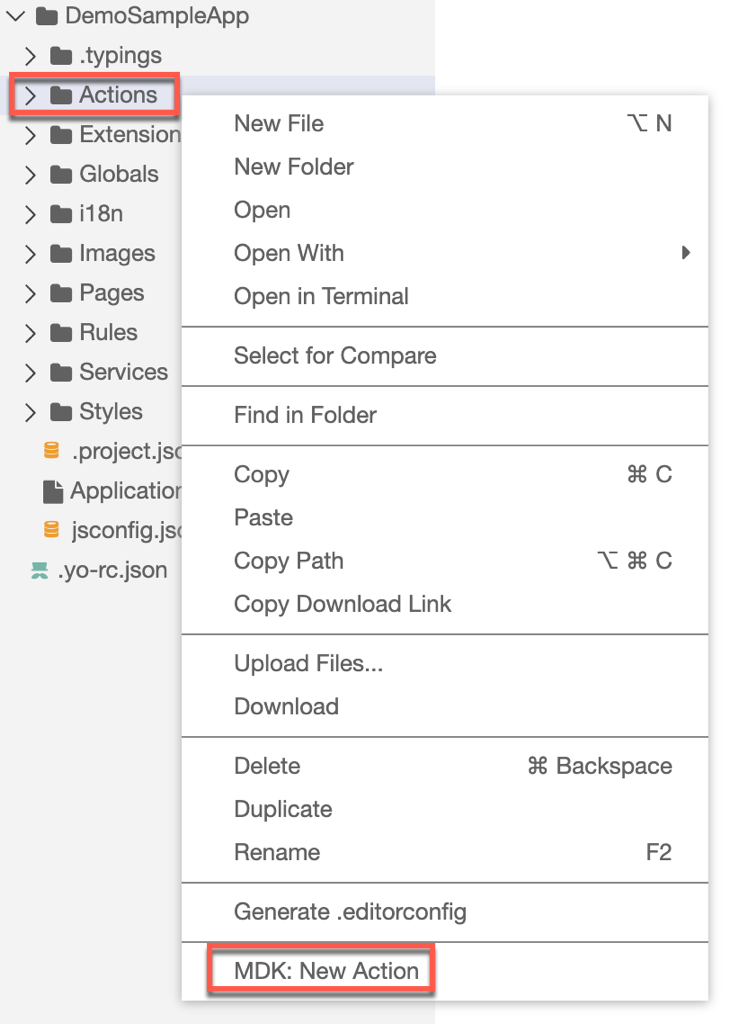 DemoSampleApp
.typings
Actions
Extension
Globals
i18n
Images
Pages
Rules
Services
Styles
.project.jsc
Application
jsconfig.jsc
.yo-rc.json
New File ⌥ N
New Folder
Open
Open With
Open in Terminal
Select for Compare
Find in Folder
Copy ⌘ C
Paste
Copy Path ⌥ ⌘ C
Copy Download Link
Upload Files...
Download
Delete ⌘ Backspace
Duplicate
Rename F2
Generate .editorconfig
MDK: New Action